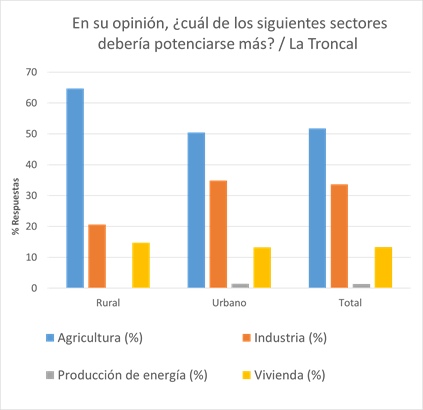 En su opinión, ¿cuál de los siguientes sectores
debería potenciarse más? / La Troncal
70
60
50
40
30
20
10
0
% Respuestas
Rural
Urbano
Total
Agricultura (%)
Industria (%)
Producción de energía (%)
Vivienda (%)